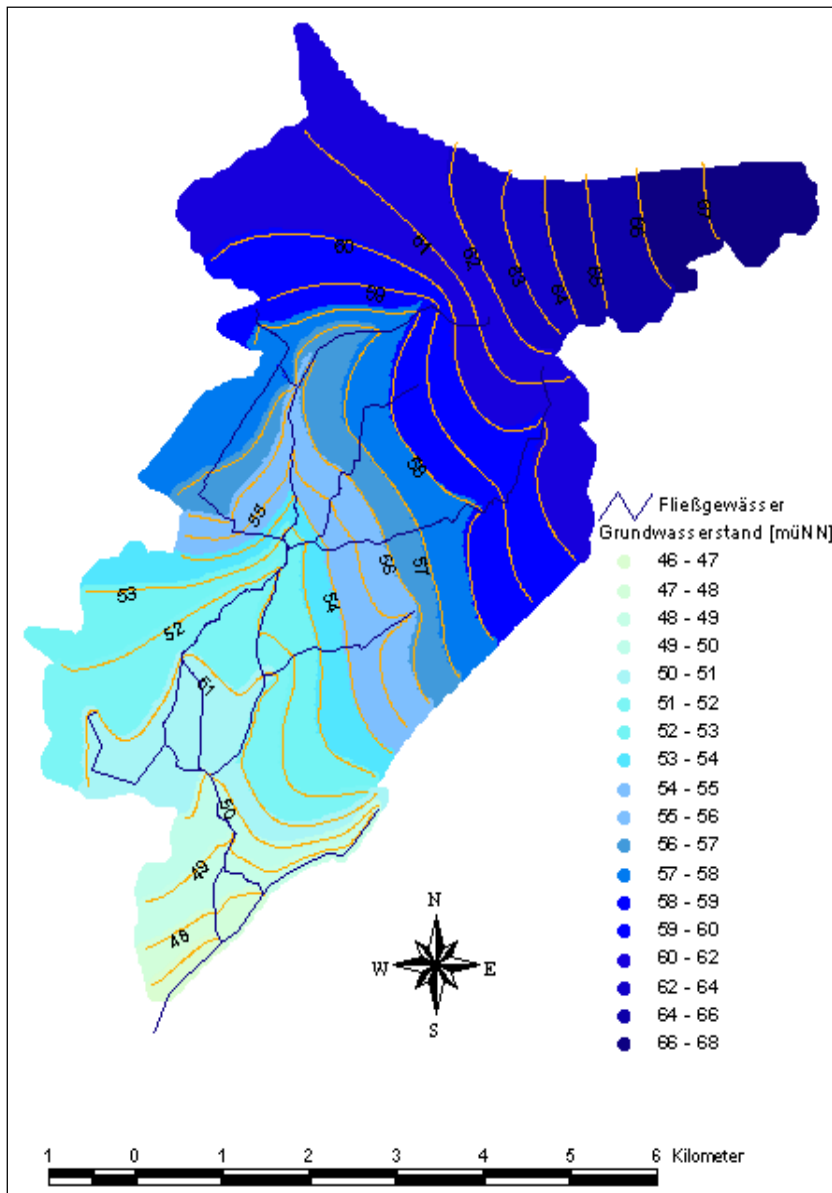 60
61
62
63
64
65
66
67
59
58
55
56
57
54
53
52
51
50
49
48
Fließgewässer
Grundwasserstand [müNN]
46 - 47
47 - 48
48 - 49
49 - 50
50 - 51
51 - 52
52 - 53
53 - 54
54 - 55
55 - 56
56 - 57
57 - 58
58 - 59
59 - 60
60 - 62
62 - 64
64 - 66
66 - 68
N
W E
S
1 0 1 2 3 4 5 6 Kilometer